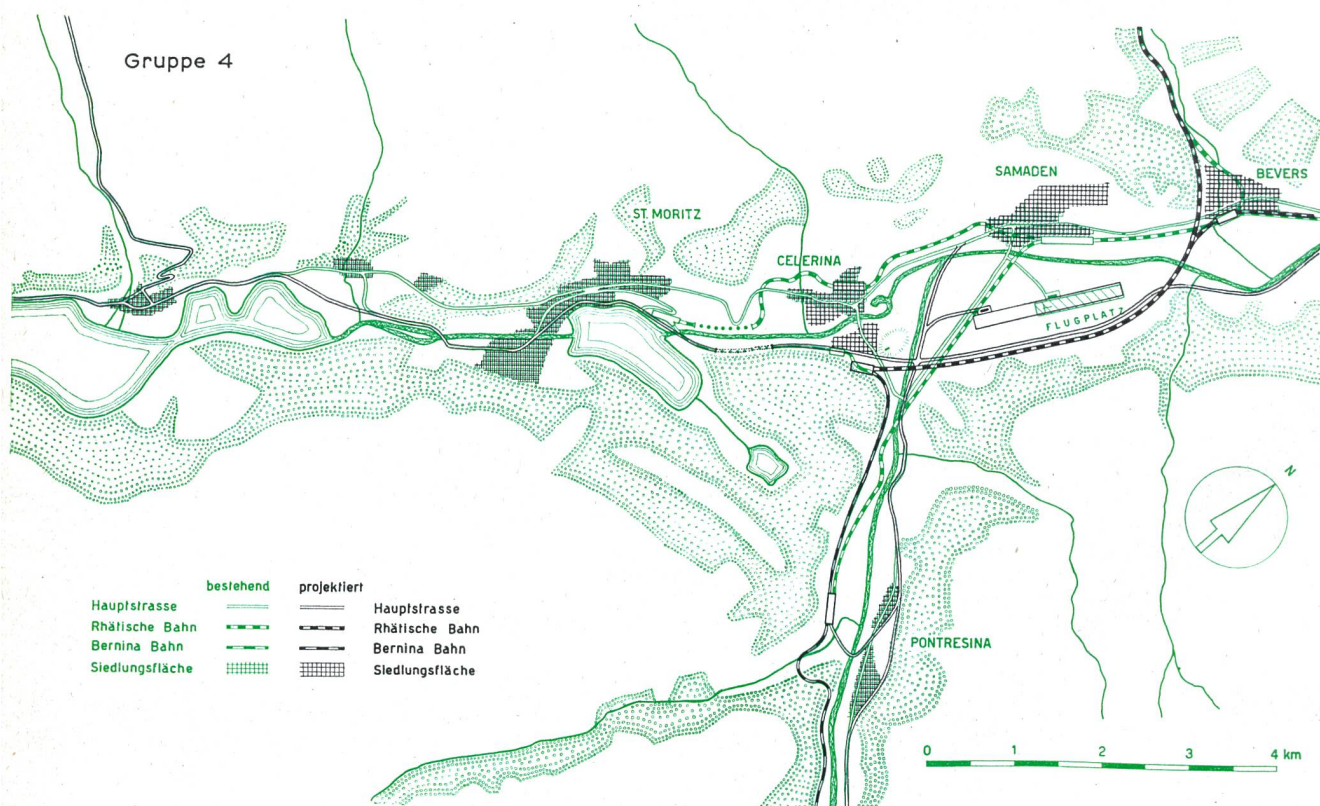 Gruppe 4
SAMADEN
BEVERS
ST. MORITZ
CELERINA
FLUGPLATZ
N
bestehend projektiert
Hauptstrasse Hauptstrasse
Rhätische Bahn Rhätische Bahn
Bernina Bahn Bernina Bahn
Siedlungsfläche Siedlungsfläche
PONTRESINA
0 1 2 3 4 km